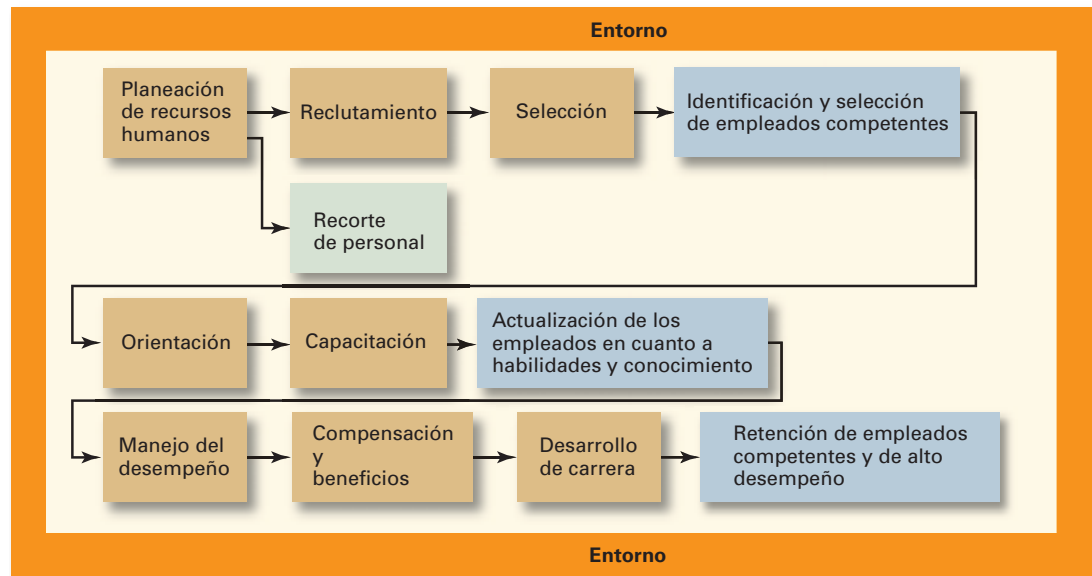 Entorno
Planeación
de recursos
humanos
Reclutamiento
Selección
Identificación y selección
de empleados competentes
Recorte
de personal
Orientación
Capacitación
Actualización de los
empleados en cuanto a
habilidades y conocimiento
Manejo del
desempeño
Compensación
y
beneficios
Desarrollo
de carrera
Retención de empleados
competentes y de alto
desempeño
Entorno